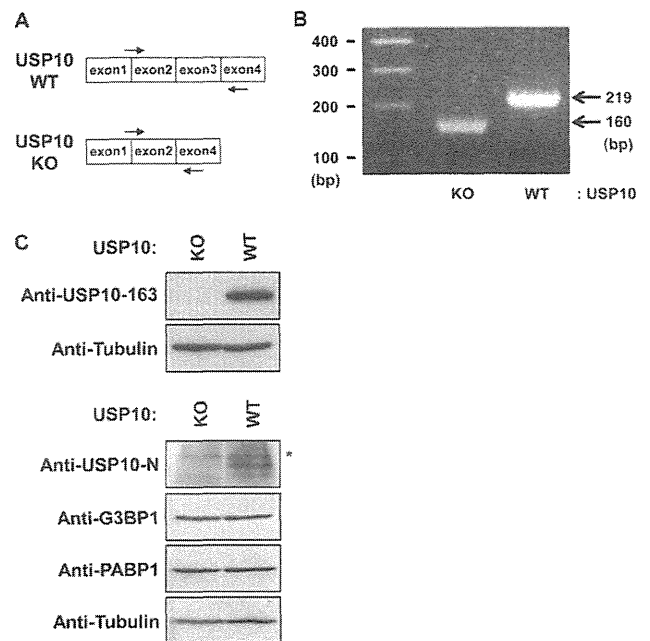 A
USP10 WT
exon1 exon2 exon3 exon4
USP10 KO
exon1 exon2 exon4
B
400
300
200
100
(bp)
219
160
(bp)
KO WT : USP10
C
USP10: KO WT
Anti-USP10-163
Anti-Tubulin
USP10: KO WT
Anti-USP10-N *
Anti-G3BP1
Anti-PABP1
Anti-Tubulin